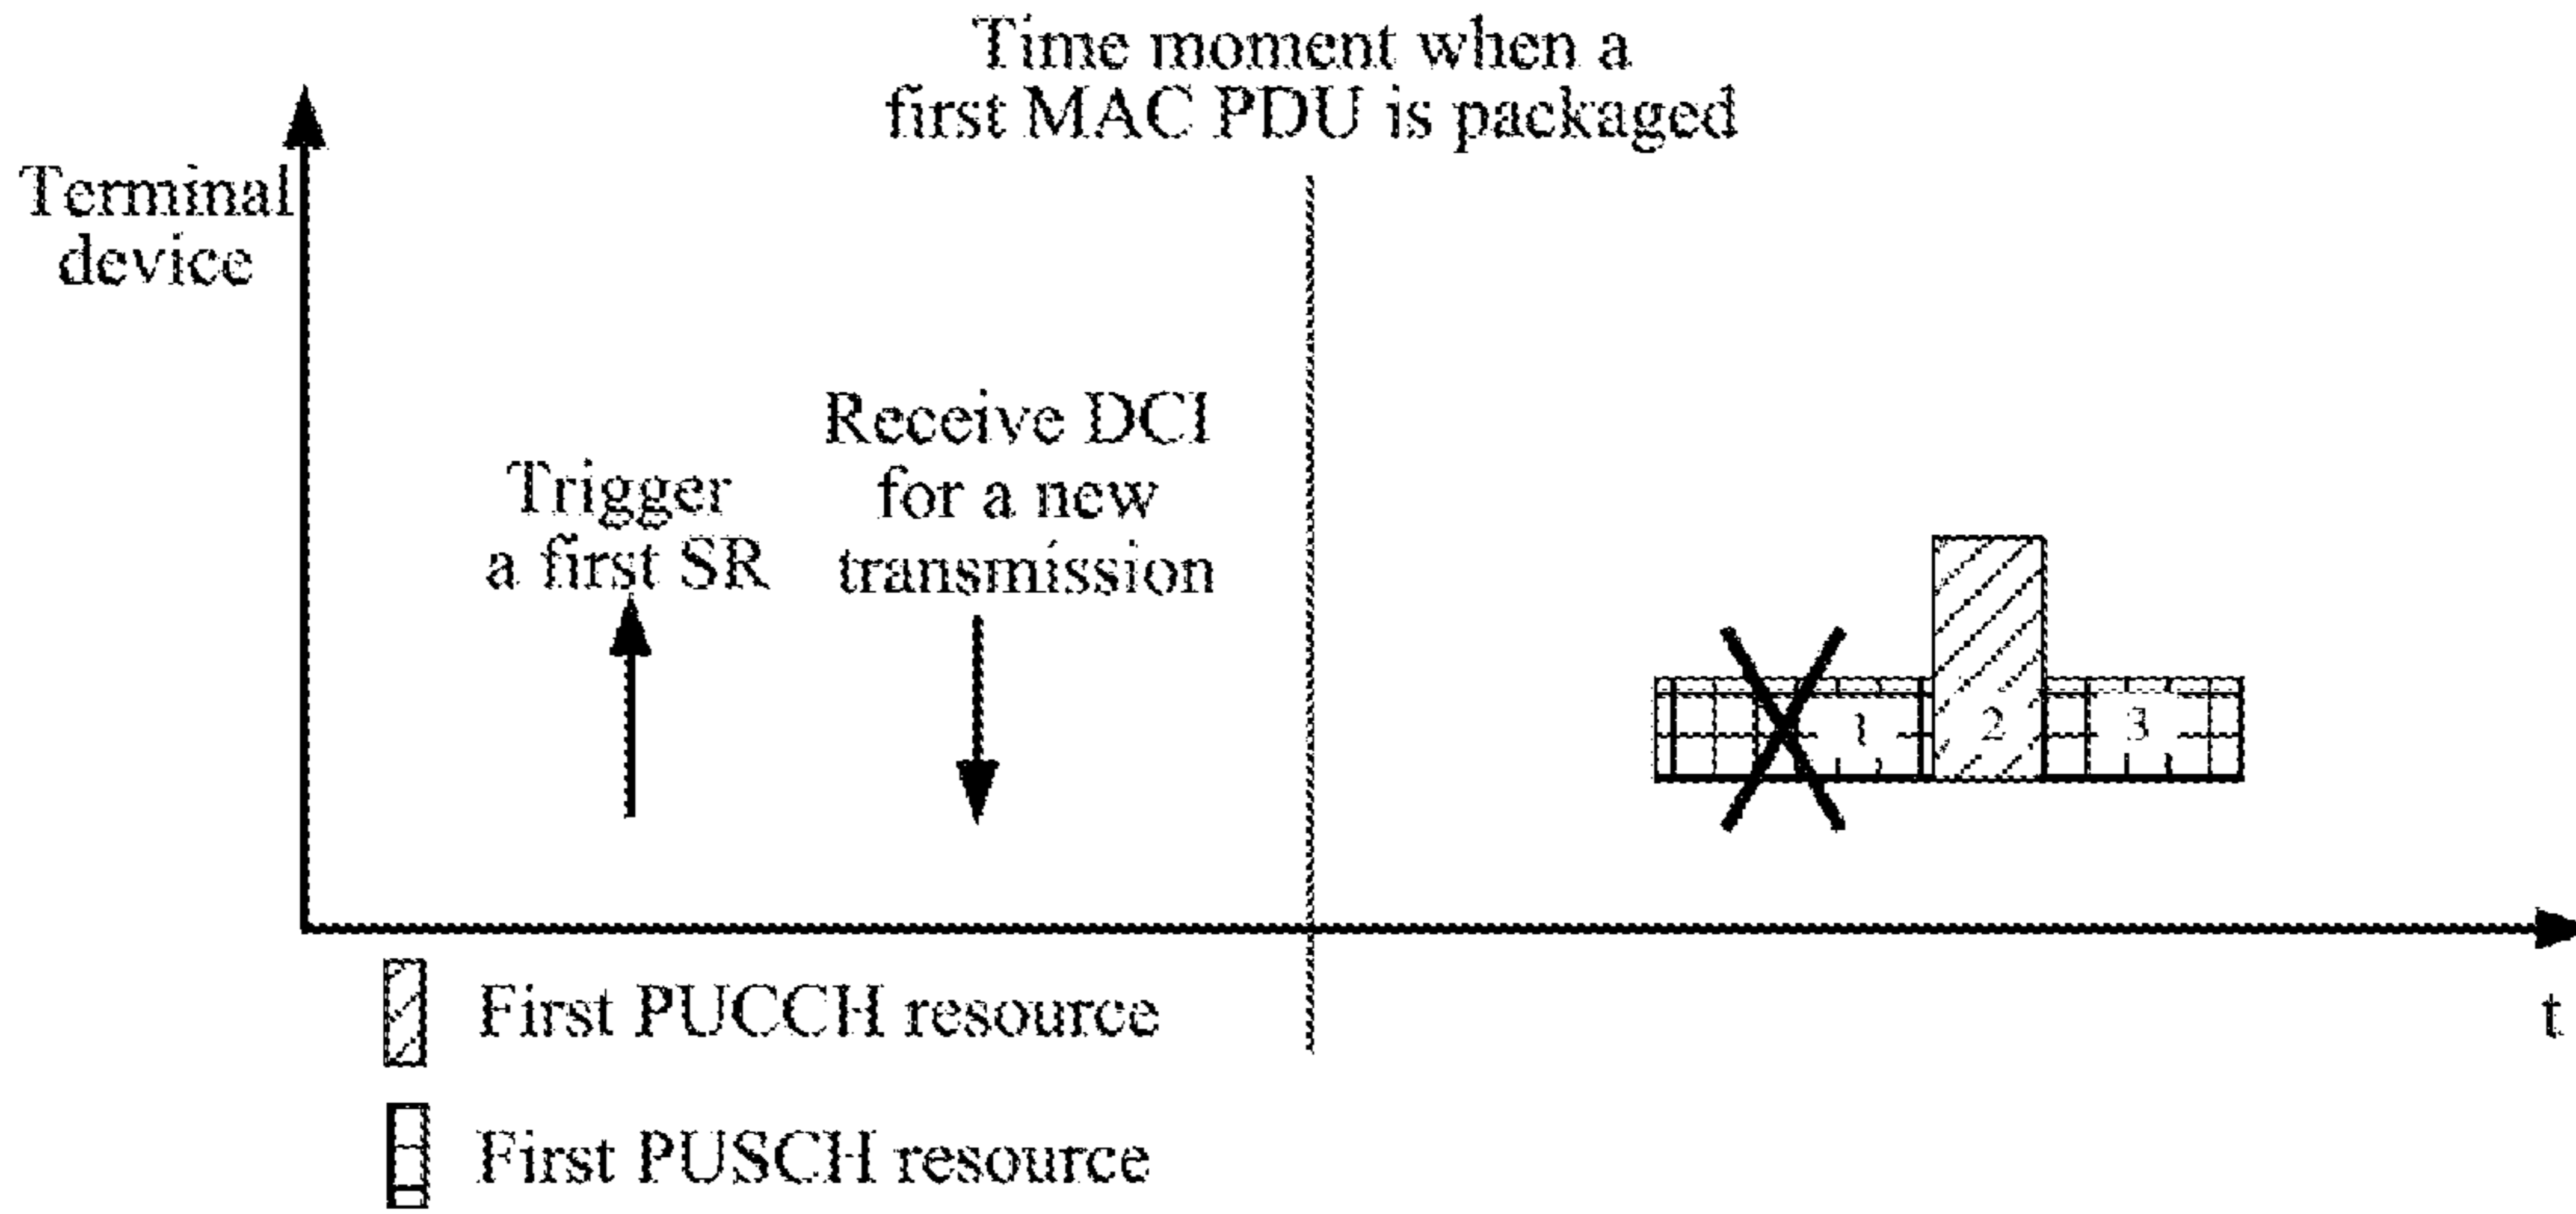 Time moment when a
first MAC PDU is packaged
Terminal
device
Receive DCI
for a new
transmission
Trigger
a first SR
1
2
3
t
First PUCCH resource
First PUSCH resource